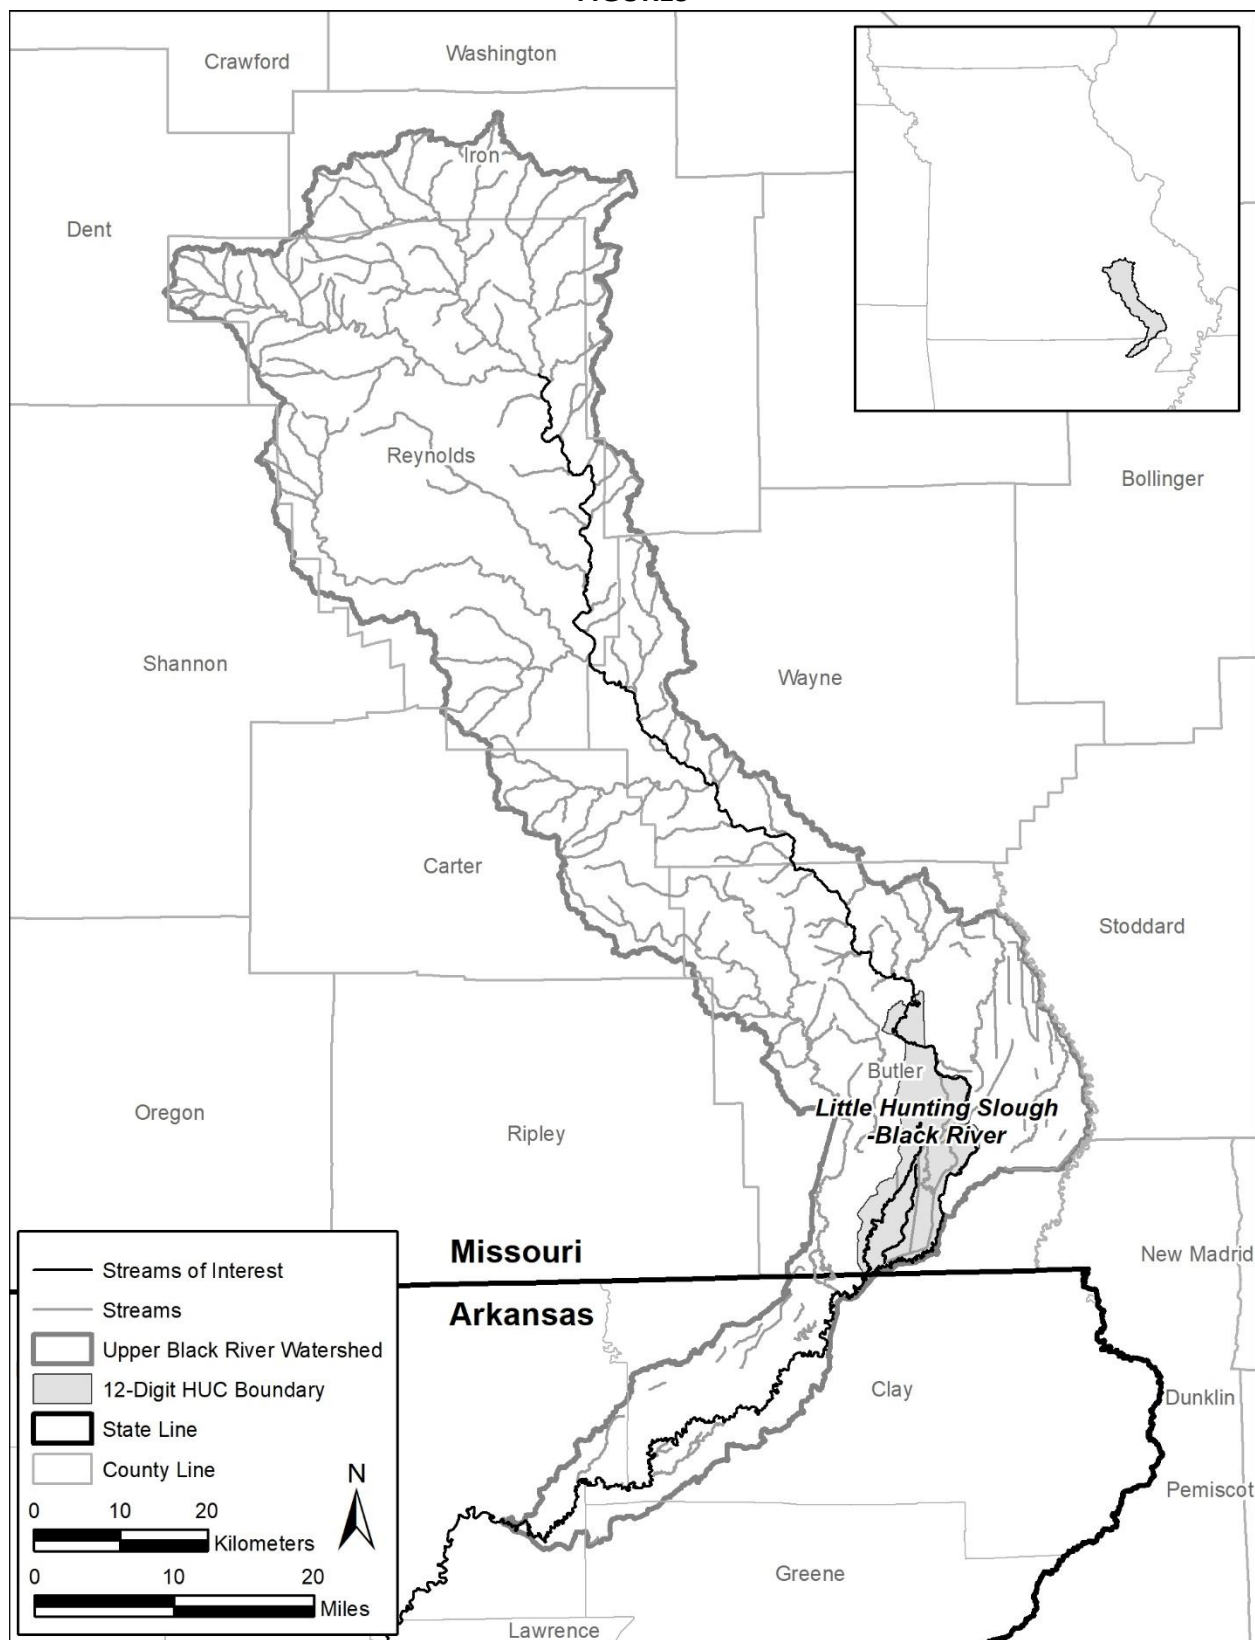 FIGURES
Crawford
Washington
Iron
Dent
Reynolds
Bollinger
Shannon
Wayne
Carter
Stoddard
Butler
Little Hunting Slough
-Black River
Oregon
Ripley
New Madrid
Missouri
Arkansas
Clay
Dunklin
Pemiscot
Greene
Lawrence
Streams of Interest
Streams
Upper Black River Watershed
12-Digit HUC Boundary
State Line
County Line
N
0 10 20
Kilometers
0 10 20
Miles